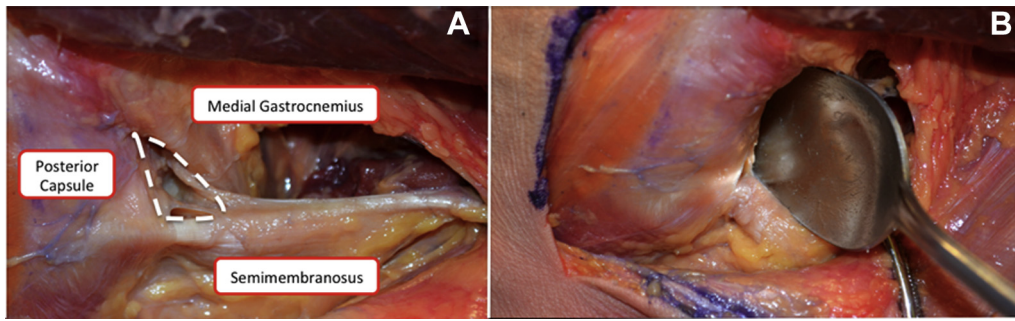 A
B
Medial Gastrocnemius
Posterior
Capsule
Semimembranosus